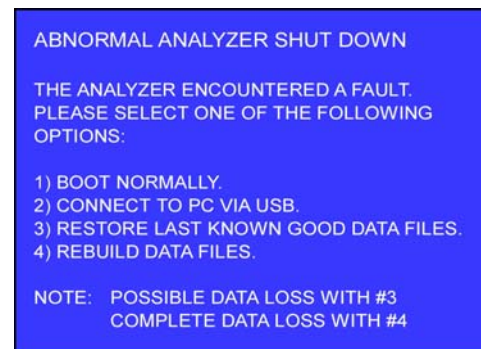 ABNORMAL ANALYZER SHUT DOWN
THE ANALYZER ENCOUNTERED A FAULT.
PLEASE SELECT ONE OF THE FOLLOWING
OPTIONS:
1) BOOT NORMALLY.
2) CONNECT TO PC VIA USB.
3) RESTORE LAST KNOWN GOOD DATA FILES.
4) REBUILD DATA FILES.
NOTE: POSSIBLE DATA LOSS WITH #3
COMPLETE DATA LOSS WITH #4